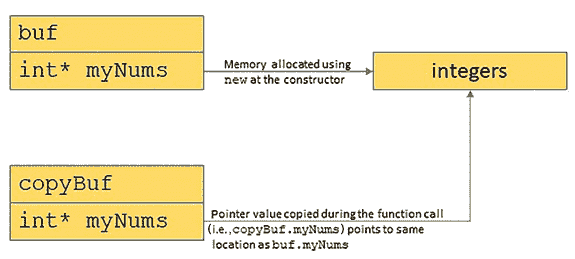 buf
int* myNums
Memory allocated using
new at the constructor
integers
copyBuf
int* myNums
Pointer value copied during the function call
(i.e., copyBuf.myNums) points to same
location as buf.myNums